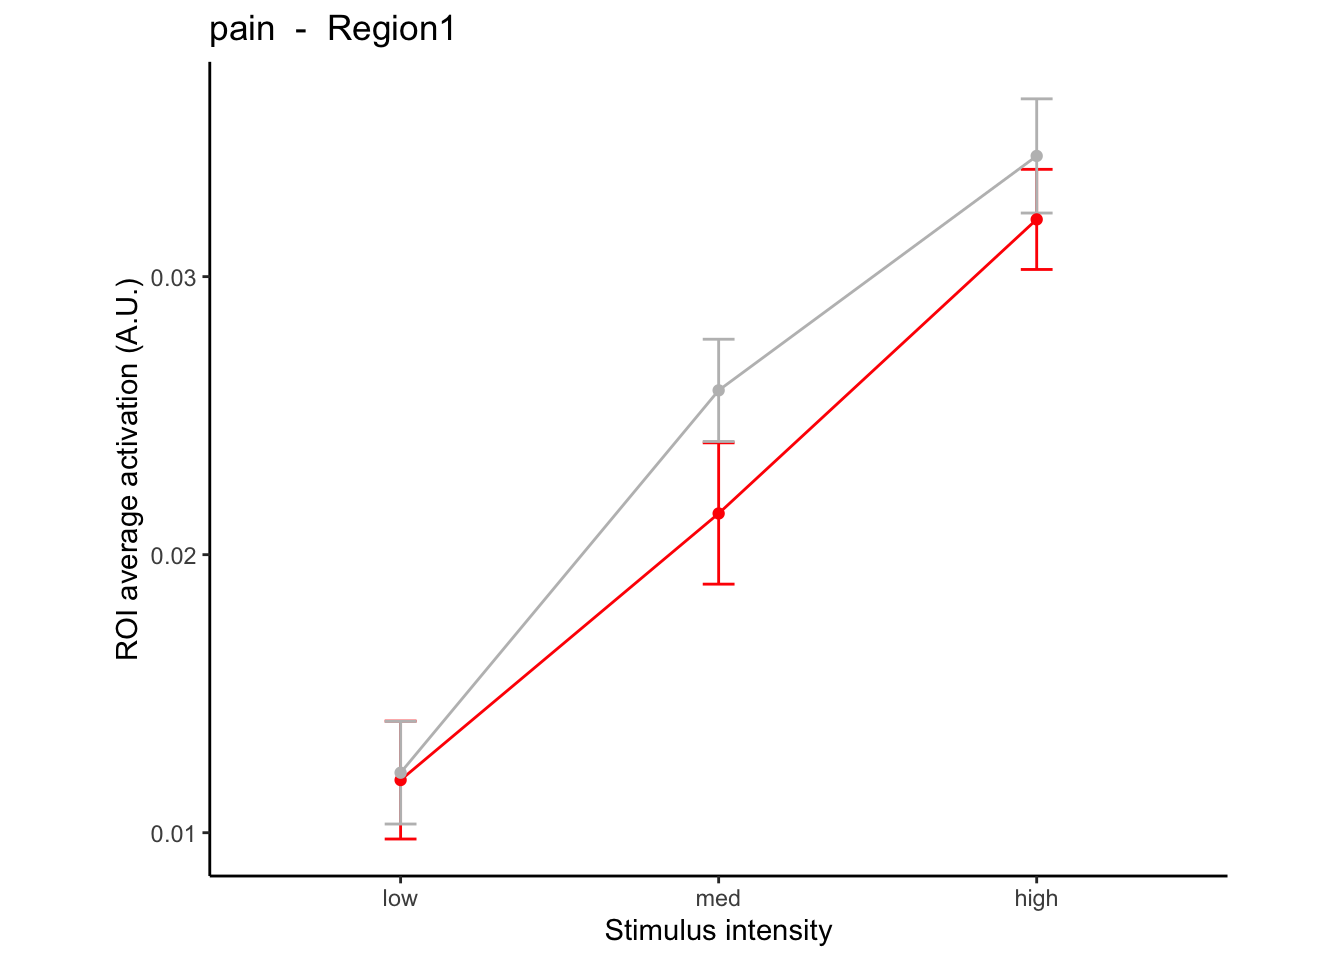 pain - Region1
ROI average activation (A.U.)
0.03
0.02
0.01
low med high
Stimulus intensity